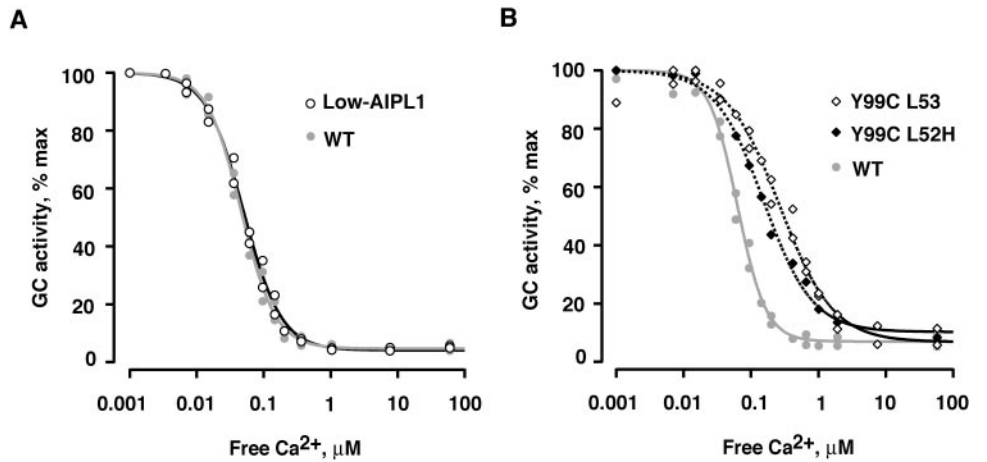 A
GC activity, % max
100
80
60
40
20
0
Low-AIPL1
WT
0.001 0.01 0.1 1 10 100
Free Ca2+, μM
B
GC activity, % max
100
80
60
40
20
0
Y99C L53
Y99C L52H
WT
0.001 0.01 0.1 1 10 100
Free Ca2+, μM